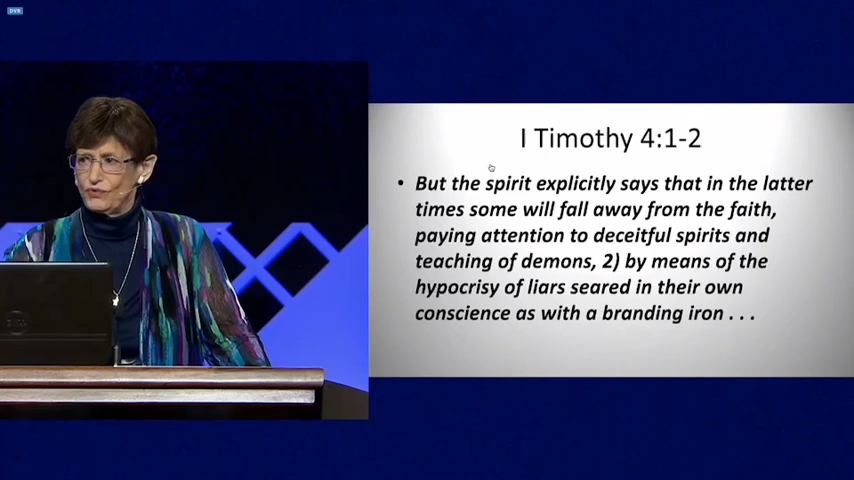 DVR
I Timothy 4:1-2
• But the spirit explicitly says that in the latter
times some will fall away from the faith,
paying attention to deceitful spirits and
teaching of demons, 2) by means of the
hypocrisy of liars seared in their own
conscience as with a branding iron . . .